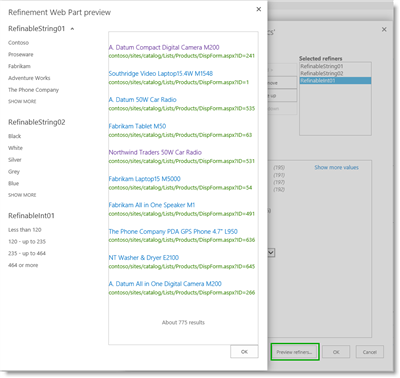 Refinement Web Part preview
RefinableString01
Contoso
Proseware
Fabrikam
Adventure Works
The Phone Company
SHOW MORE
RefinableString02
Black
White
Silver
Grey
Blue
SHOW MORE
RefinableInt01
Less than 120
120 - up to 235
235 - up to 464
464 or more
A. Datum Compact Digital Camera M200
contoso/sites/catalog/Lists/Products/DispForm.aspx?ID=241
Southridge Video Laptop15.4W M1548
contoso/sites/catalog/Lists/Products/DispForm.aspx?ID=1
A. Datum 50W Car Radio
contoso/sites/catalog/Lists/Products/DispForm.aspx?ID=535
Fabrikam Tablet M50
contoso/sites/catalog/Lists/Products/DispForm.aspx?ID=63
Northwind Traders 50W Car Radio
contoso/sites/catalog/Lists/Products/DispForm.aspx?ID=531
Fabrikam Laptop15 M5000
contoso/sites/catalog/Lists/Products/DispForm.aspx?ID=54
Fabrikam All in One Speaker M1
contoso/sites/catalog/Lists/Products/DispForm.aspx?ID=491
The Phone Company PDA GPS Phone 4.7" L950
contoso/sites/catalog/Lists/Products/DispForm.aspx?ID=636
NT Washer & Dryer E2100
contoso/sites/catalog/Lists/Products/DispForm.aspx?ID=645
A. Datum All in One Digital Camera M200
contoso/sites/catalog/Lists/Products/DispForm.aspx?ID=266
About 775 results
OK
Selected refiners
RefinableString01
RefinableString02
RefinableInt01
(195)
(191)
(197)
(192)
Show more values
Preview refiners...
OK
Cancel